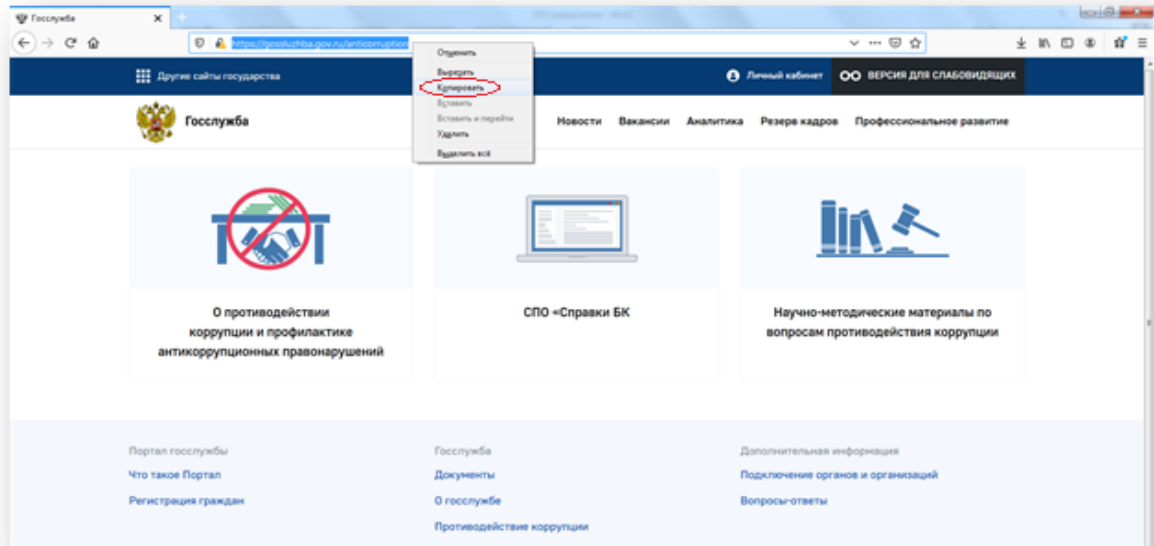 Госслужба
https://gossluzhba.gov.ru/anticorruption
Отменить
Вырезать
Копировать
Вставить
Вставить и перейти
Удалить
Выделить всё
Другие сайты государства
Личный кабинет
ВЕРСИЯ ДЛЯ СЛАБОВИДЯЩИХ
Госслужба
Новости Вакансии Аналитика Резерв кадров Профессиональное развитие
О противодействии
коррупции и профилактике
антикоррупционных правонарушений
СПО «Справки БК
Научно-методические материалы по
вопросам противодействия коррупции
Портал госслужбы
Что такое Портал
Регистрация граждан
Госслужба
Документы
О госслужбе
Противодействие коррупции
Дополнительная информация
Подключение органов и организаций
Вопросы-ответы